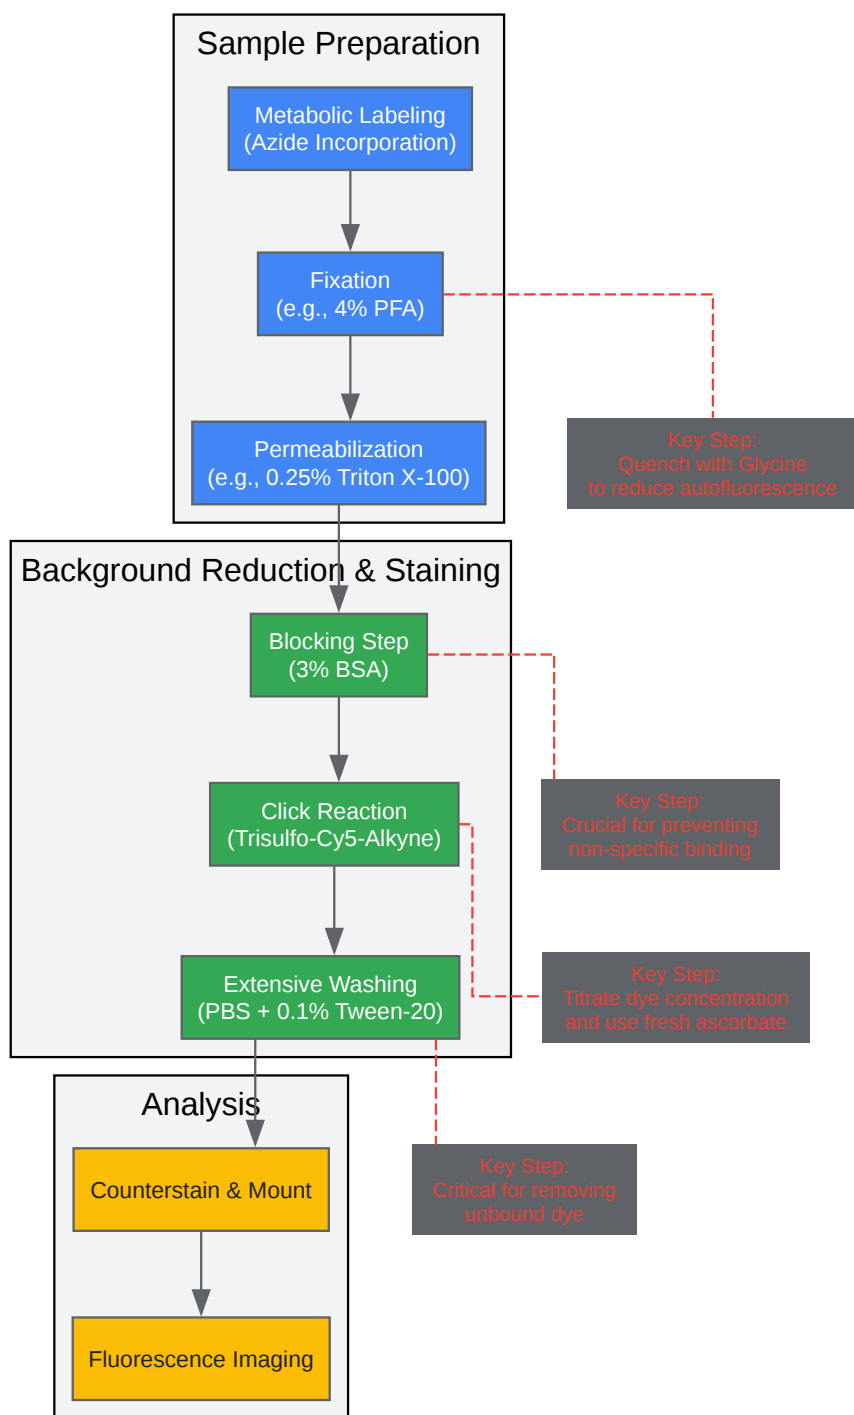 Sample Preparation
Metabolic Labeling
(Azide Incorporation)
Fixation
(e.g., 4% PFA)
Permeabilization
(e.g., 0.25% Triton X-100)
Key Step:
Quench with Glycine
to reduce autofluorescence
Background Reduction & Staining
Blocking Step
(3% BSA)
Key Step:
Crucial for preventing
non-specific binding
Click Reaction
(Trisulfo-Cy5-Alkyne)
Key Step:
Titrate dye concentration
and use fresh ascorbate
Extensive Washing
(PBS + 0.1% Tween-20)
Key Step:
Critical for removing
unbound dye
Analysis
Counterstain & Mount
Fluorescence Imaging